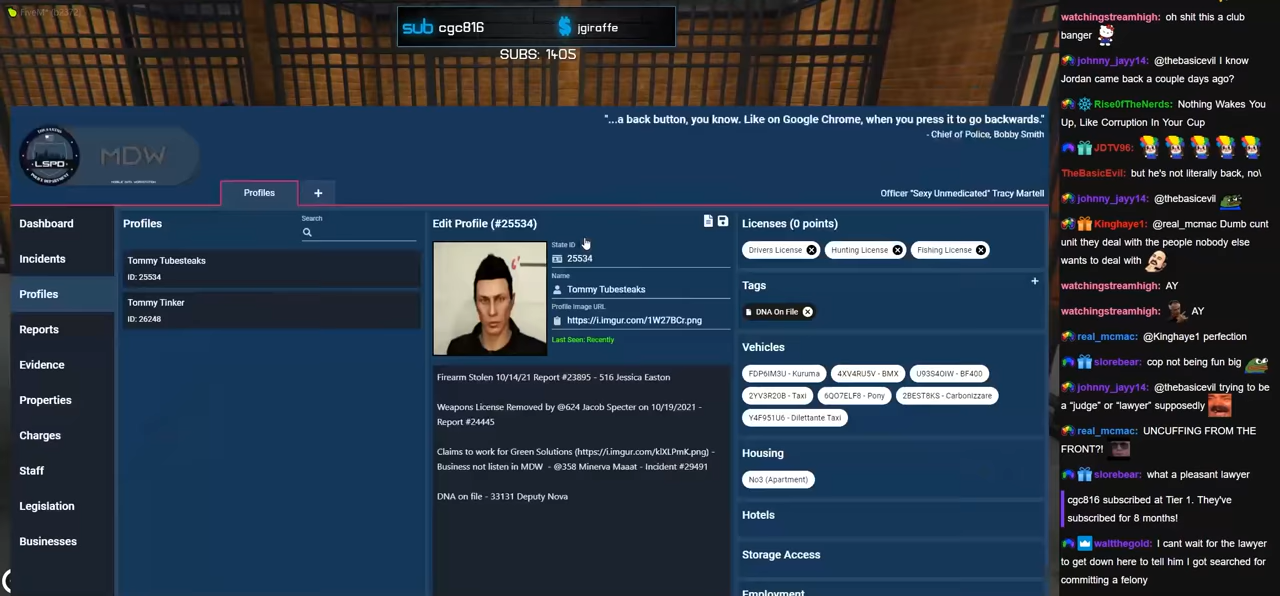 FiveM® (b2372)
sub cgc816
$ jgiraffe
SUBS: 1405
"...a back button, you know. Like on Google Chrome, when you press it to go backwards."
- Chief of Police, Bobby Smith
LSPD
MDW
Profiles
+
Officer "Sexy Unmedicated" Tracy Martell
Dashboard
Incidents
Profiles
Reports
Evidence
Properties
Charges
Staff
Legislation
Businesses
Profiles
Search
Tommy Tubesteaks
ID: 25534
Tommy Tinker
ID: 26248
Edit Profile (#25534)
State ID
25534
Name
Tommy Tubesteaks
Profile Image URL
https://i.imgur.com/1W27BCr.png
Last Seen: Recently
Firearm Stolen 10/14/21 Report #23895 - 516 Jessica Easton
Weapons License Removed by @624 Jacob Specter on 10/19/2021 -
Report #24445
Claims to work for Green Solutions (https://i.imgur.com/klXLPmK.png) -
Business not listen in MDW - @358 Minerva Maaat - Incident #29491
DNA on file - 33131 Deputy Nova
Licenses (0 points)
Drivers License
Hunting License
Fishing License
Tags
+
DNA On File
Vehicles
FDP6IM3U - Kuruma
4XV4RU5V - BMX
U93S4OIW - BF400
2YV3R20B - Taxi
6QO7ELF8 - Pony
2BEST8KS - Carbonizzare
Y4F951U6 - Dilettante Taxi
Housing
No3 (Apartment)
Hotels
Storage Access
Employment
watchingstreamhigh: oh shit this a club
banger
johnny_jayy14: @thebasicevil I know
Jordan came back a couple days ago?
Rise0fTheNerds: Nothing Wakes You
Up, Like Corruption In Your Cup
JDTV96:
TheBasicEvil: but he's not literally back, no\
johnny_jayy14: @thebasicevil
Kinghaye1: @real_mcmac Dumb cunt
unit they deal with the people nobody else
wants to deal with
watchingstreamhigh: AY
watchingstreamhigh: AY
real_mcmac: @Kinghaye1 perfection
slorebear: cop not being fun big
johnny_jayy14: @thebasicevil trying to be
a "judge" or "lawyer" supposedly
real_mcmac: UNCUFFING FROM THE
FRONT?!
slorebear: what a pleasant lawyer
cgc816 subscribed at Tier 1. They've
subscribed for 8 months!
waltthegold: I cant wait for the lawyer
to get down here to tell him I got searched for
committing a felony